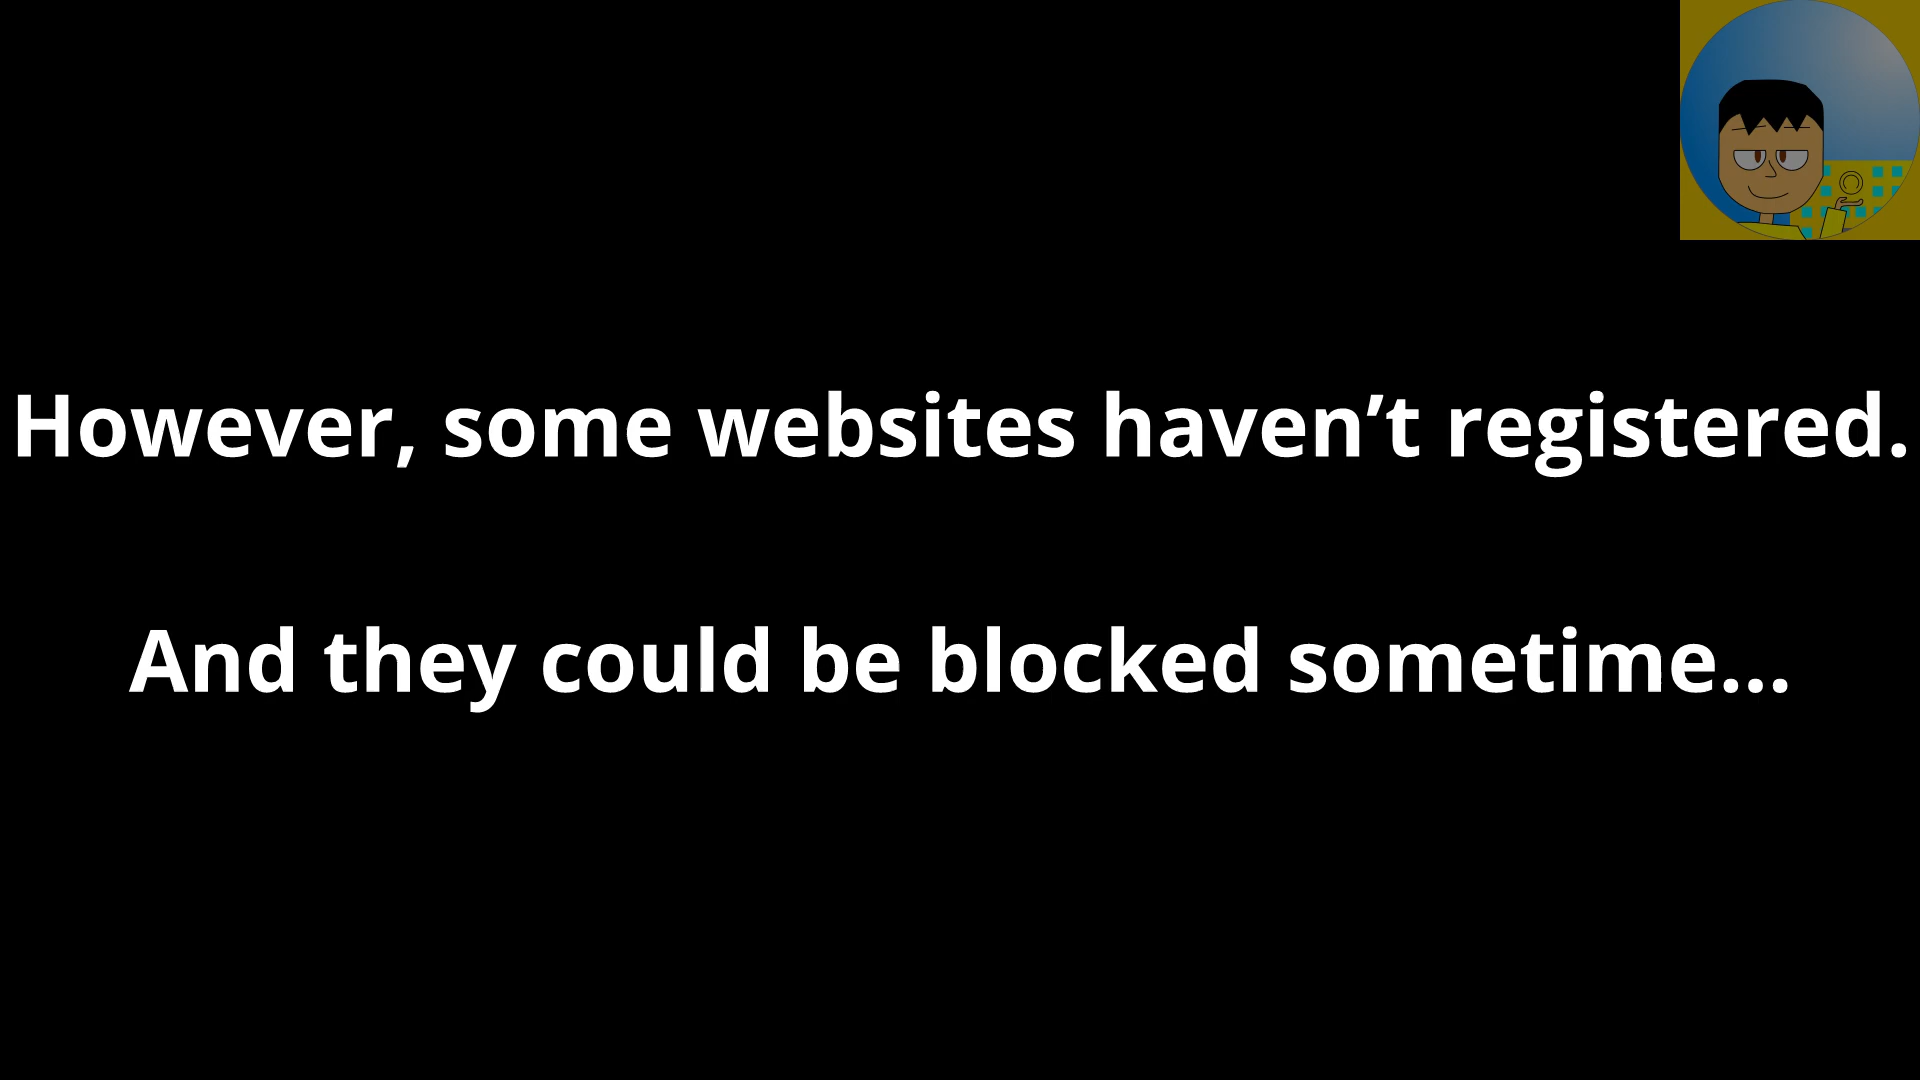 However, some websites haven’t registered.
And they could be blocked sometime...